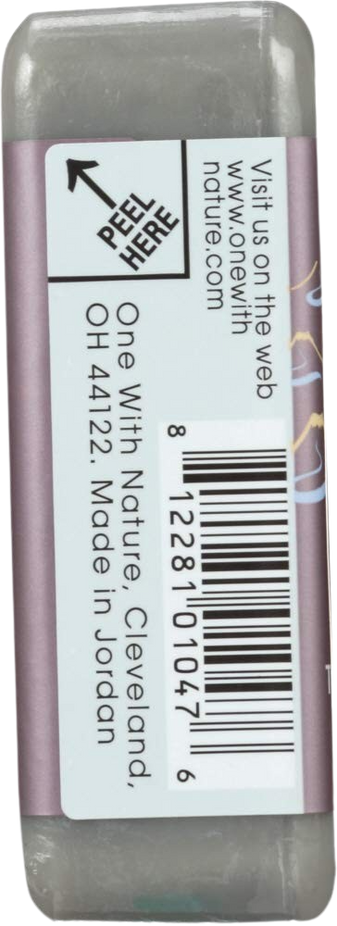 PEEL
HERE
Visit us on the web
www.onewith
nature.com
8 12281 01047 6
One With Nature, Cleveland,
OH 44122. Made in Jordan
T